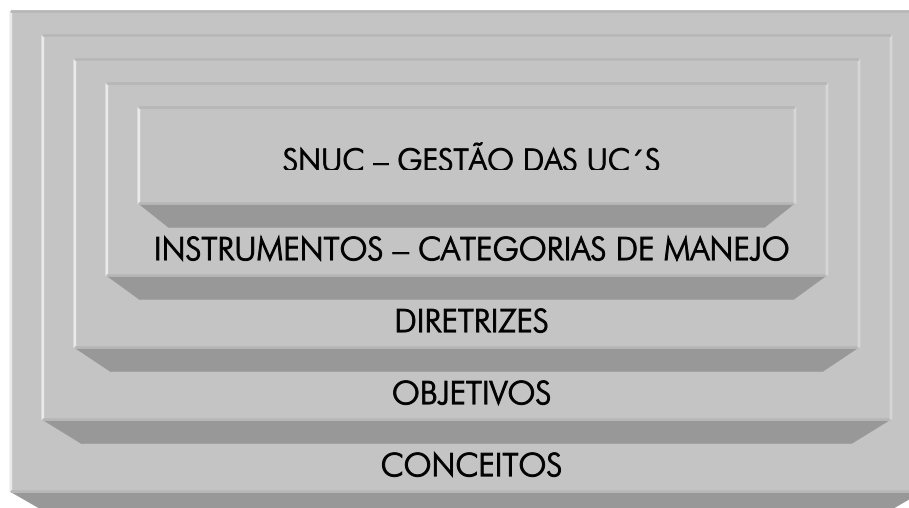 SNUC – GESTÃO DAS UC´S
INSTRUMENTOS – CATEGORIAS DE MANEJO
DIRETRIZES
OBJETIVOS
CONCEITOS